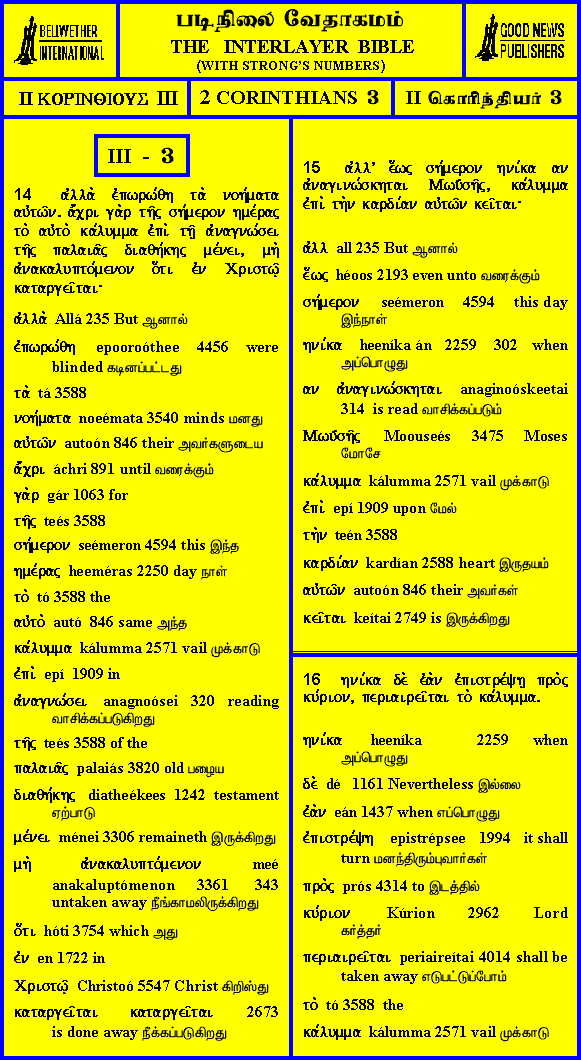 BELLWETHER
INTERNATIONAL
படிநிலை வேதாகமம்
THE INTERLAYER BIBLE
(WITH STRONG'S NUMBERS)
GOOD NEWS
PUBLISHERS
II ΚΟΡΙΝΘΙΟΥΣ III
2 CORINTHIANS 3
II கொரிந்தியர் 3
III - 3
14 ἀλλὰ ἐπωρώθη τὰ νοήματα
αὐτῶν. ἄχρι γὰρ τῆς σήμερον ημέρας
τὸ αὐτὸ κάλυμμα ἐπὶ τῇ ἀναγνώσει
τῆς παλαιᾶς διαθήκης μένει, μὴ
ἀνακαλυπτόμενον ὅτι ἐν Χριστῷ
καταργεῖται·
ἀλλὰ Allá 235 But ஆனால்
ἐπωρώθη epooroóthee 4456 were
blinded கடினப்பட்டது
τὰ tá 3588
νοήματα noeémata 3540 minds மனது
αὐτῶν autoón 846 their அவர்களுடைய
ἄχρι áchri 891 until வரைக்கும்
γὰρ gár 1063 for
τῆς teés 3588
σήμερον seémeron 4594 this இந்த
ημέρας heeméras 2250 day நாள்
τὸ tó 3588 the
αὐτὸ autó 846 same அந்த
κάλυμμα kálumma 2571 vail முக்காடு
ἐπὶ epí 1909 in
ἀναγνώσει anagnoósei 320 reading
வாசிக்கப்படுகிறது
τῆς teés 3588 of the
παλαιᾶς palaiás 3820 old பழைய
διαθήκης diatheékees 1242 testament
ஏற்பாடு
μένει ménei 3306 remaineth இருக்கிறது
μὴ ἀνακαλυπτόμενον meé
anakaluptómenon 3361 343
untaken away நீங்காமலிருக்கிறது
ὅτι hóti 3754 which அது
ἐν en 1722 in
Χριστῷ Christoó 5547 Christ கிறிஸ்து
καταργεῖται καταργεῖται 2673
is done away நீக்கப்படுகிறது
15 ἀλλ' ἕως σήμερον ηνίκα αν
ἀναγινώσκηται Μωϋσῆς, κάλυμμα
ἐπὶ τὴν καρδίαν αὐτῶν κεῖται·
ἀλλ all 235 But ஆனால்
ἕως héoos 2193 even unto வரைக்கும்
σήμερον seémeron 4594 this day
இந்நாள்
ηνίκα heeníka án 2259 302 when
அப்பொழுது
αν ἀναγινώσκηται anaginoóskeetai
314 is read வாசிக்கப்படும்
Μωϋσῆς Moouseés 3475 Moses
மோசே
κάλυμμα kálumma 2571 vail முக்காடு
ἐπὶ epí 1909 upon மேல்
τὴν teén 3588
καρδίαν kardían 2588 heart இருதயம்
αὐτῶν autoón 846 their அவர்கள்
κεῖται keítai 2749 is இருக்கிறது
16 ηνίκα δὲ ἐὰν ἐπιστρέψῃ πρὸς
κύριον, περιαιρεῖται τὸ κάλυμμα.
ηνίκα heeníka 2259 when
அப்பொழுது
δὲ dé 1161 Nevertheless இல்லை
ἐὰν eán 1437 when எப்பொழுது
ἐπιστρέψῃ epistrépsee 1994 it shall
turn மனந்திரும்புவார்கள்
πρὸς prós 4314 to இடத்தில்
κύριον Kúrion 2962 Lord
கர்த்தர்
περιαιρεῖται periaireítai 4014 shall be
taken away எடுபட்டுப்போம்
τὸ tó 3588 the
κάλυμμα kálumma 2571 vail முக்காடு